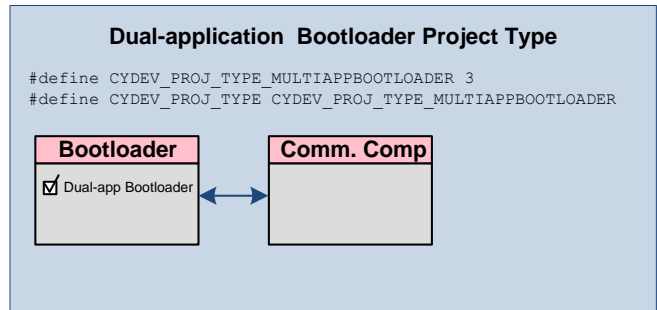 Dual-application Bootloader Project Type
#define CYDEV_PROJ_TYPE_MULTIAPPBOOTLOADER 3
#define CYDEV_PROJ_TYPE CYDEV_PROJ_TYPE_MULTIAPPBOOTLOADER
Bootloader
Comm. Comp
Dual-app Bootloader